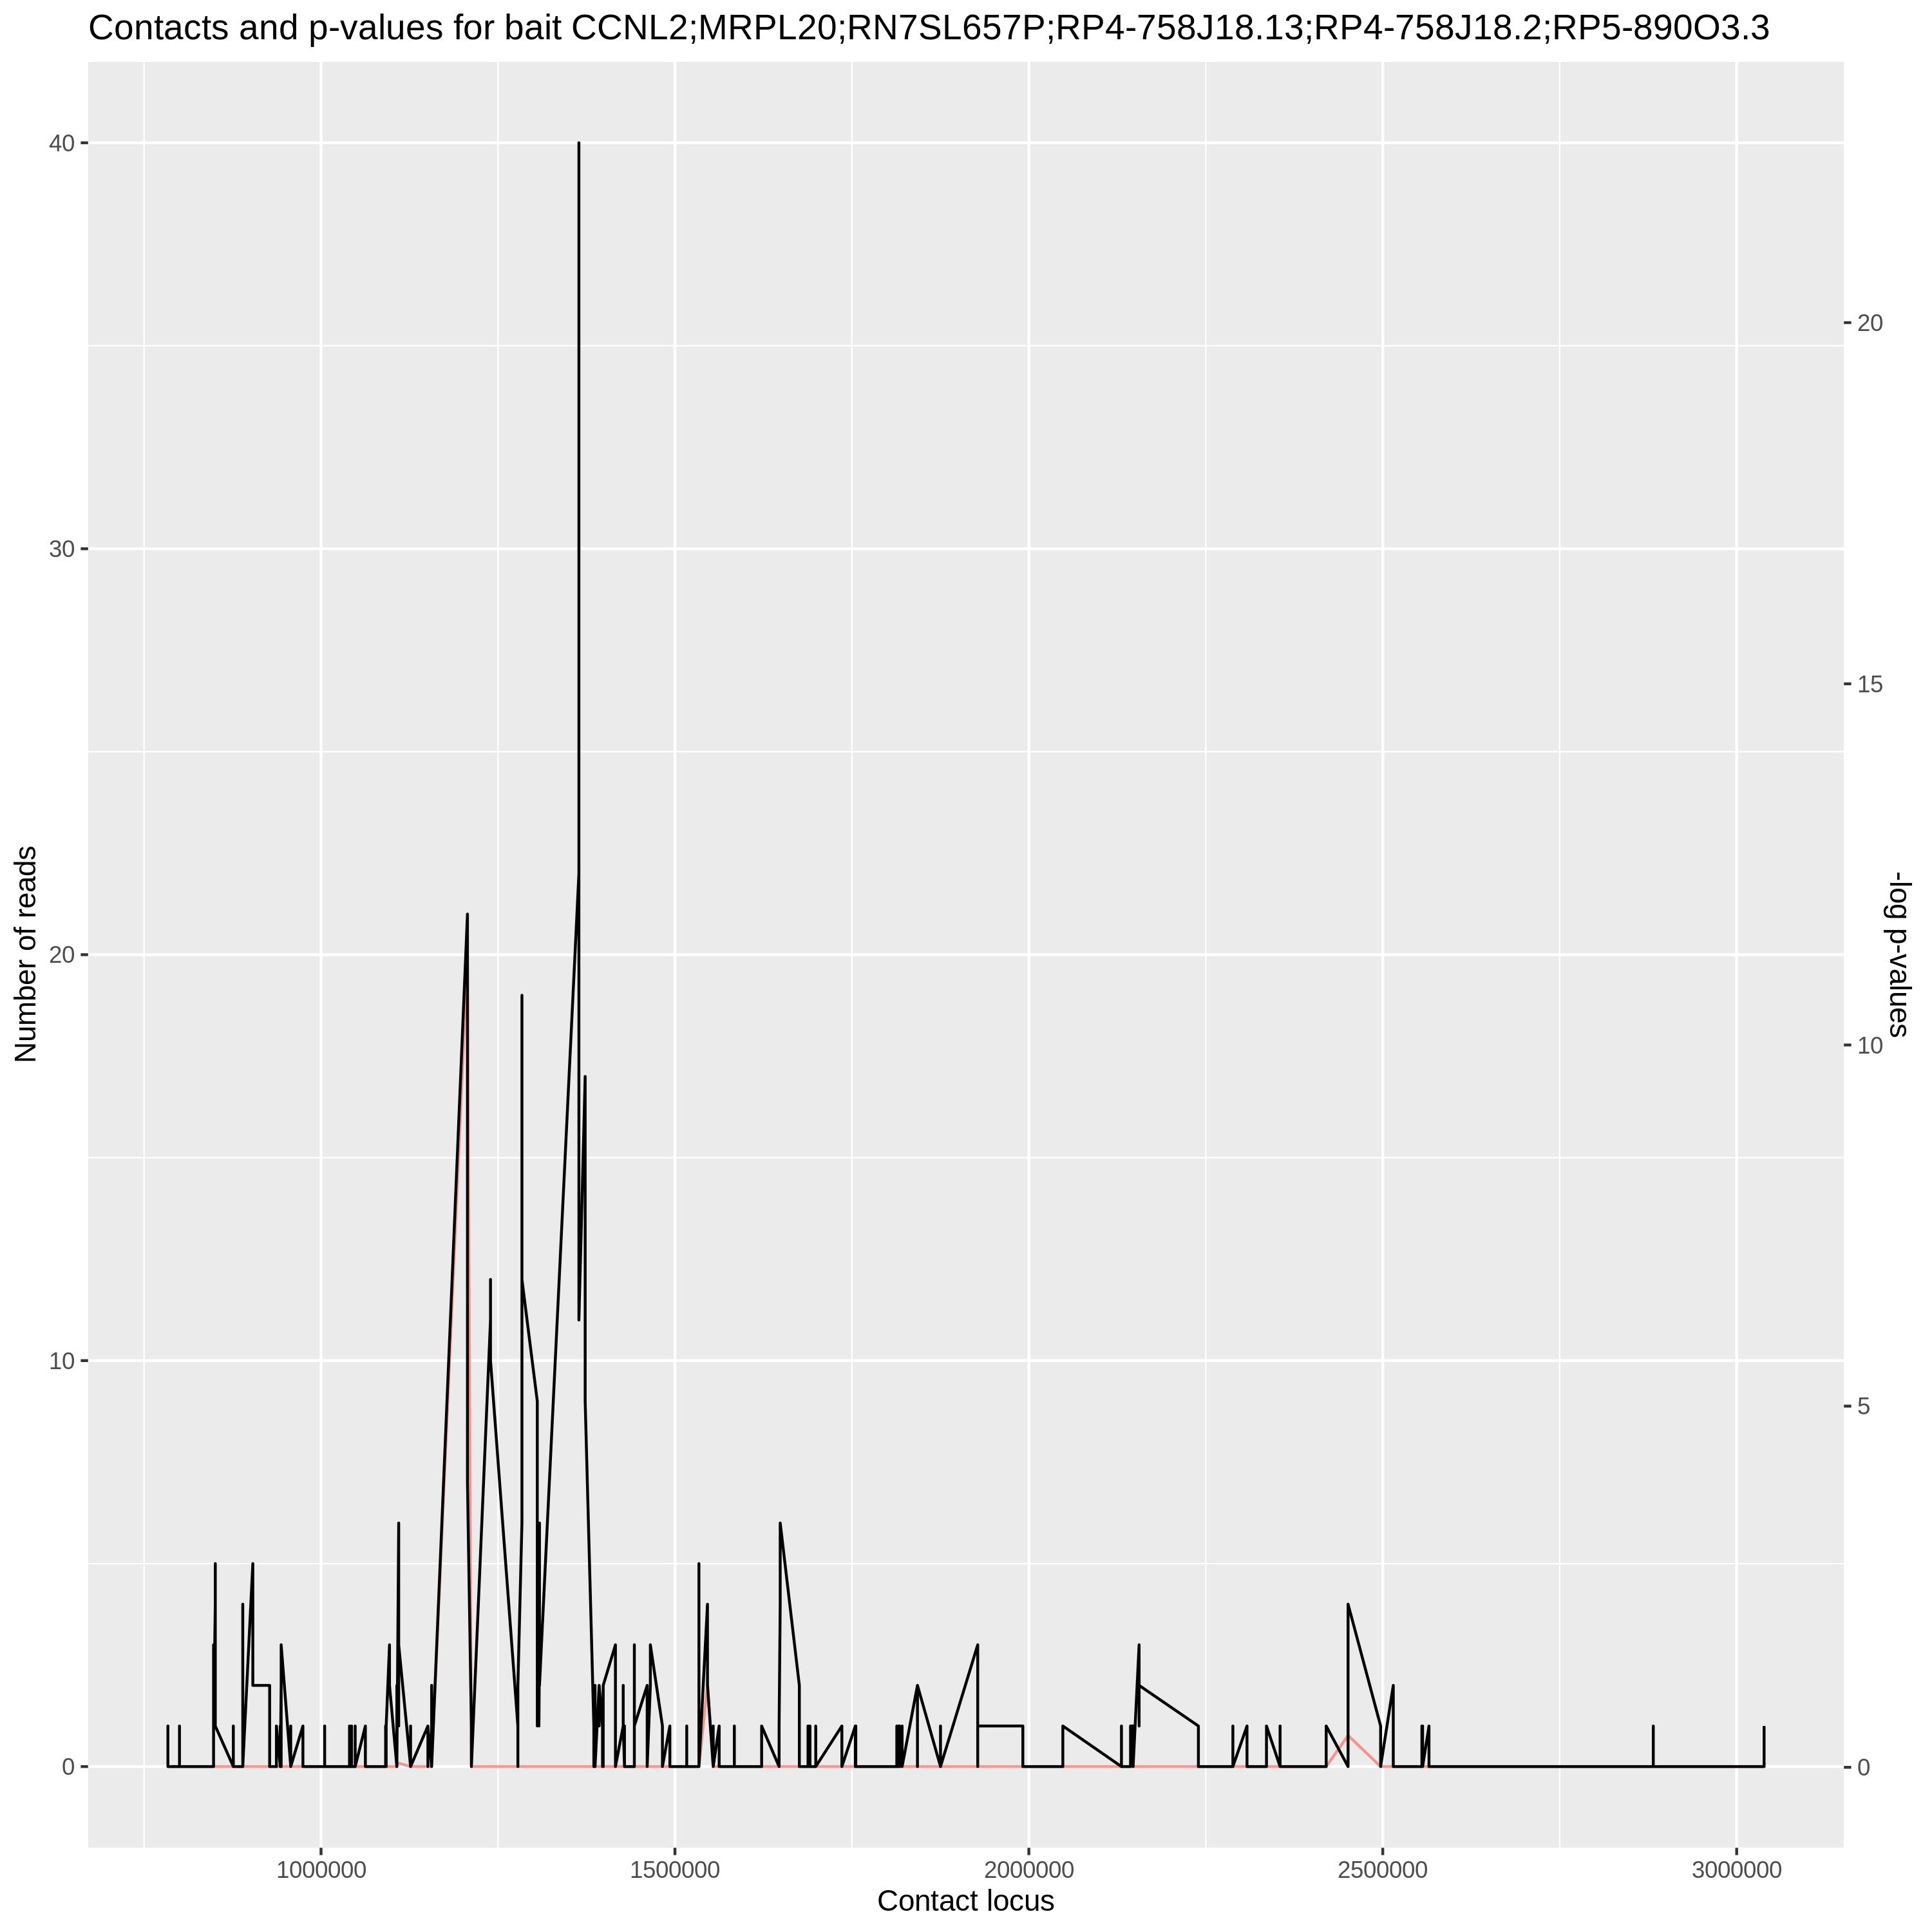 Contacts and p-values for bait CCNL2;MRPL20;RN7SL657P;RP4-758J18.13;RP4-758J18.2;RP5-890O3.3
40
30
20
10
0
Number of reads
20
15
10
5
0
-log p-values
1000000 1500000 2000000 2500000 3000000
Contact locus